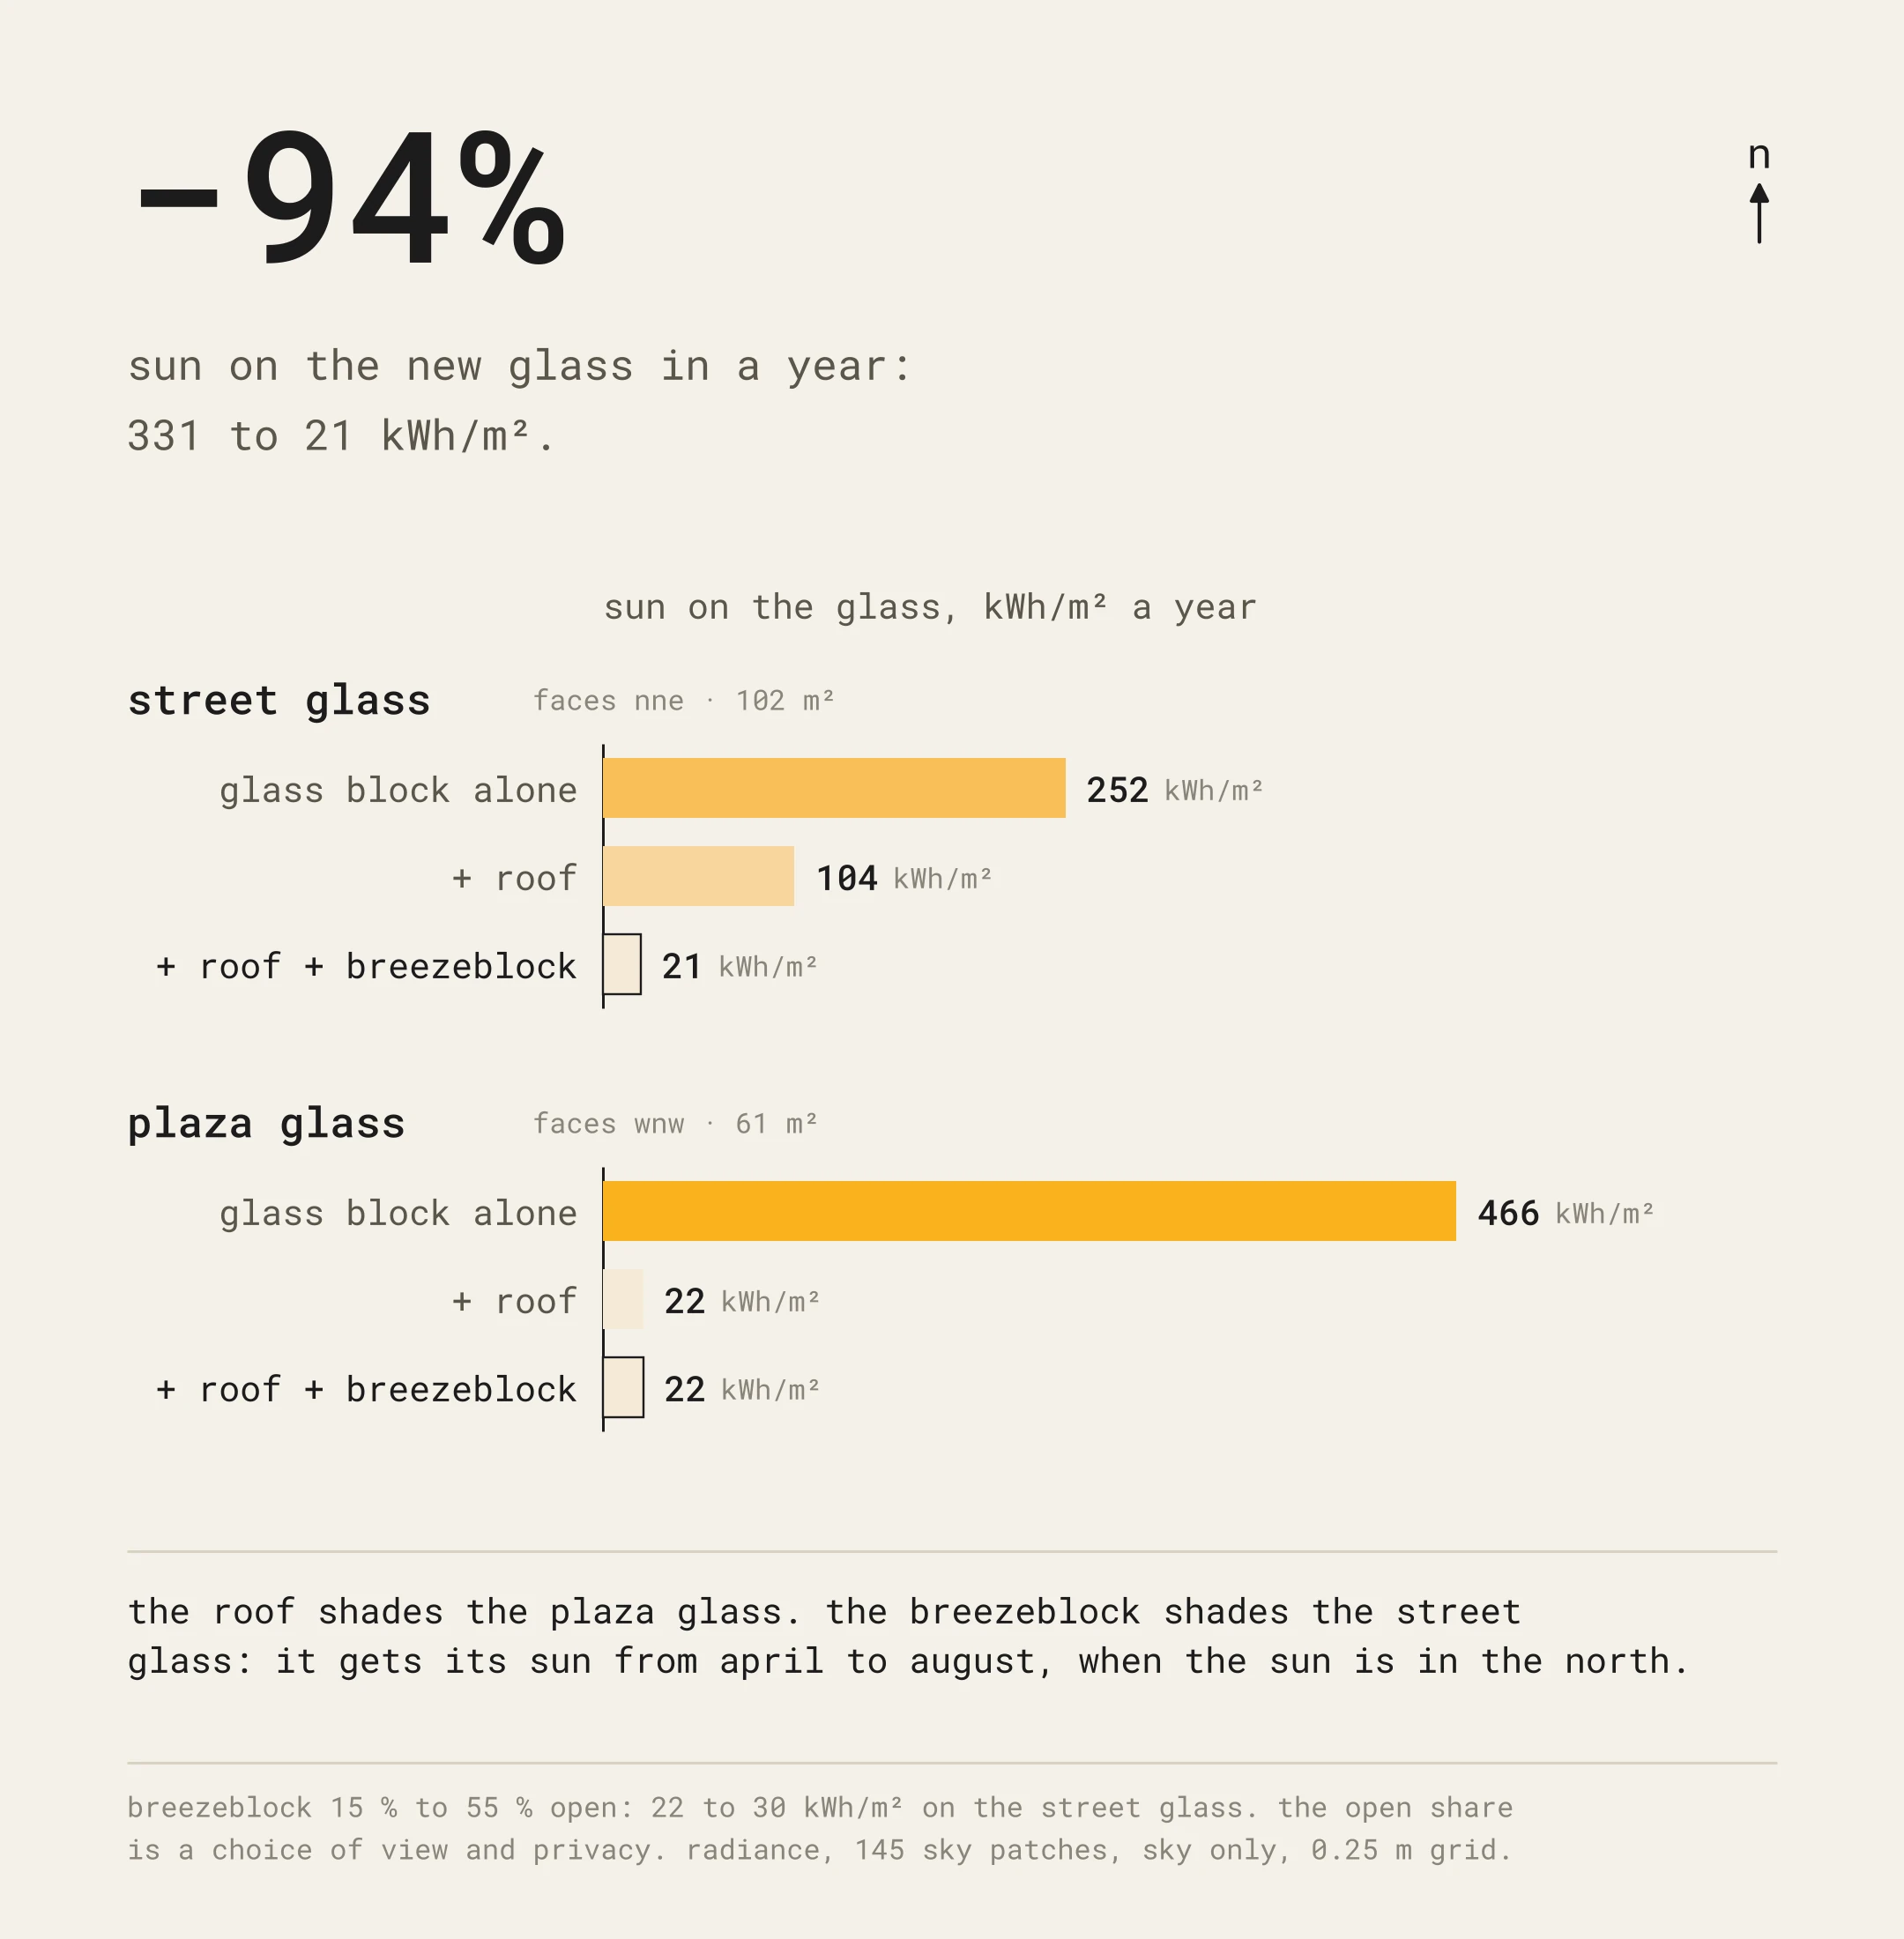 −94%
n
sun on the new glass in a year:
331 to 21 kWh/m².
sun on the glass, kWh/m² a year
street glass faces nne · 102 m²
glass block alone 252 kWh/m²
+ roof 104 kWh/m²
+ roof + breezeblock 21 kWh/m²
plaza glass faces wnw · 61 m²
glass block alone 466 kWh/m²
+ roof 22 kWh/m²
+ roof + breezeblock 22 kWh/m²
the roof shades the plaza glass. the breezeblock shades the street
glass: it gets its sun from april to august, when the sun is in the north.
breezeblock 15 % to 55 % open: 22 to 30 kWh/m² on the street glass. the open share
is a choice of view and privacy. radiance, 145 sky patches, sky only, 0.25 m grid.